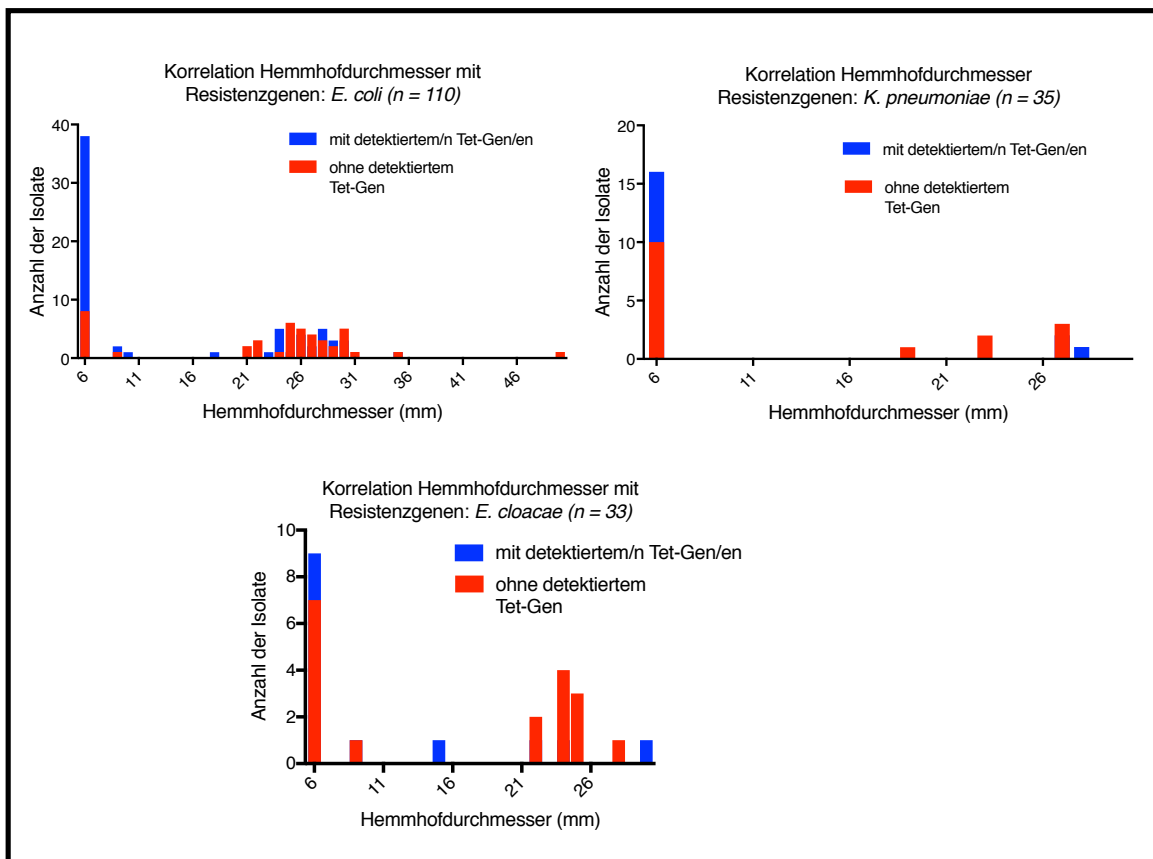 Korrelation Hemmhofdurchmesser mit
Resistenzgenen: E. coli (n = 110)
40
30
20
10
0
Anzahl der Isolate
mit detektiertem/n Tet-Gen/en
ohne detektiertem
Tet-Gen
6
11
16
21
26
31
36
41
46
Hemmhofdurchmesser (mm)
Korrelation Hemmhofdurchmesser
Resistenzgenen: K. pneumoniae (n = 35)
20
15
10
5
0
Anzahl der Isolate
mit detektiertem/n Tet-Gen/en
ohne detektiertem
Tet-Gen
6
11
16
21
26
Hemmhofdurchmesser (mm)
Korrelation Hemmhofdurchmesser mit
Resistenzgenen: E. cloacae (n = 33)
10
8
6
4
2
0
Anzahl der Isolate
mit detektiertem/n Tet-Gen/en
ohne detektiertem
Tet-Gen
6
11
16
21
26
Hemmhofdurchmesser (mm)